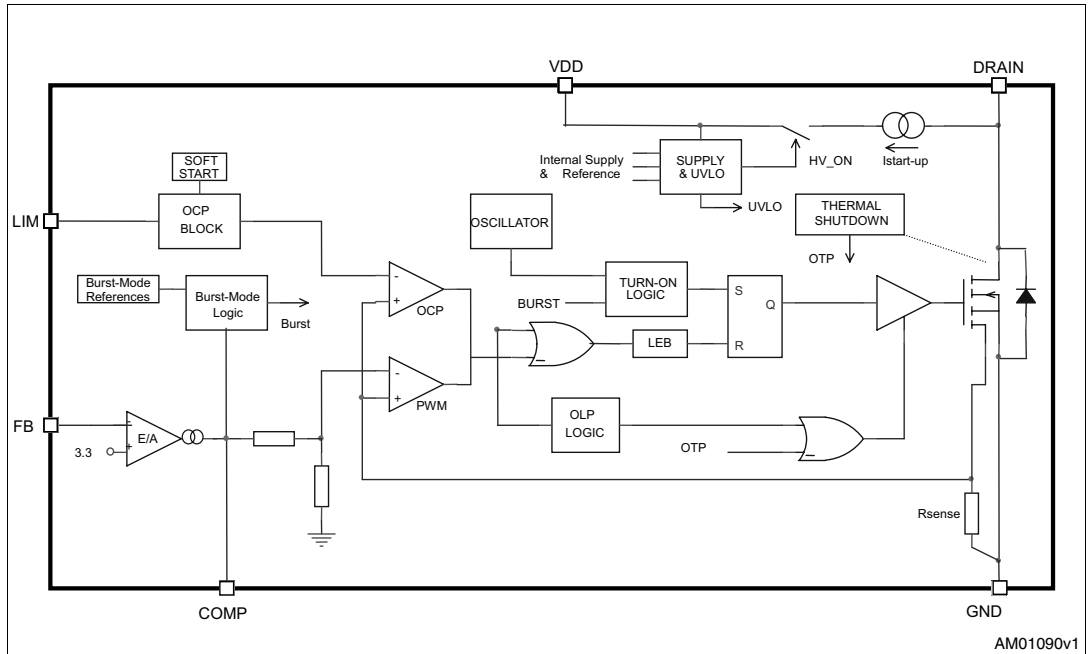 VDD
DRAIN
SOFT
START
Internal Supply
& Reference
SUPPLY
& UVLO
HV_ON
Istart-up
LIM
OCP
BLOCK
UVLO
OSCILLATOR
THERMAL
SHUTDOWN
OTP
Burst-Mode
References
Burst-Mode
Logic
Burst
-
+
OCP
TURN-ON
LOGIC
BURST
S
Q
R
LEB
-
+
PWM
FB
-
+
E/A
3.3
OLP
LOGIC
OTP
Rsense
COMP
GND
AM01090v1